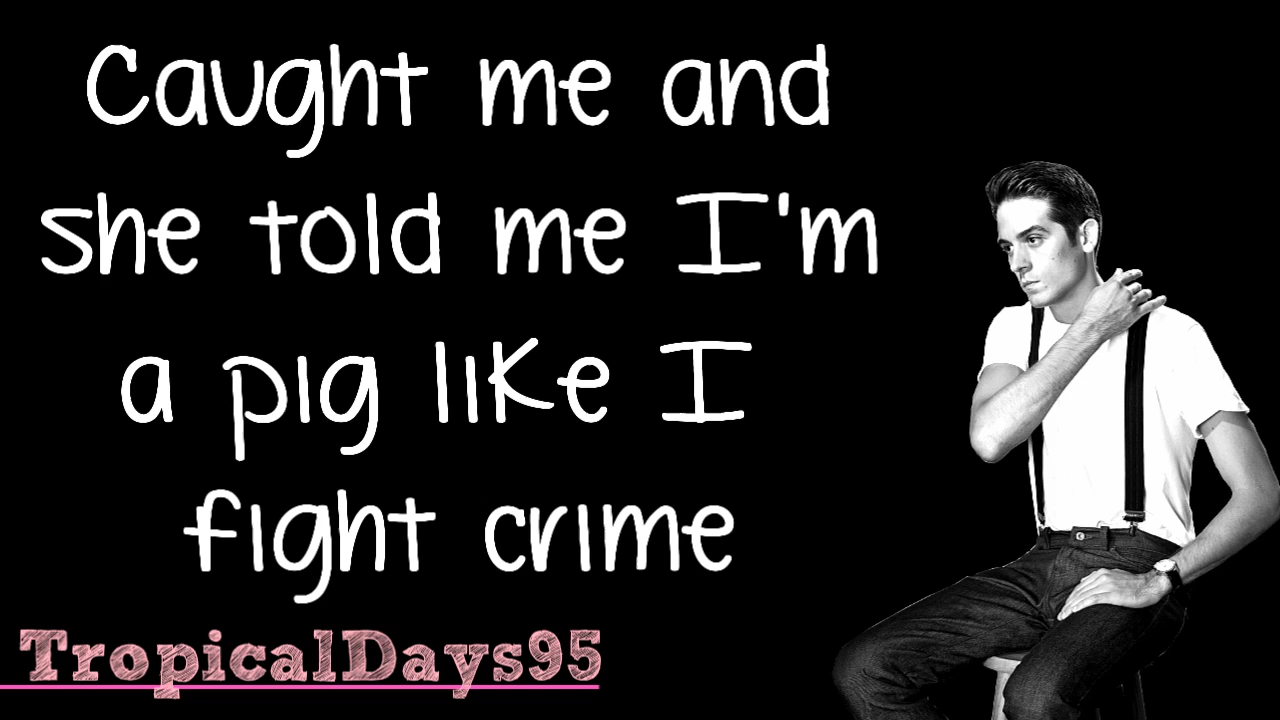 Caught me and
she told me I'm
a pig like I
fight crime
TropicalDays95